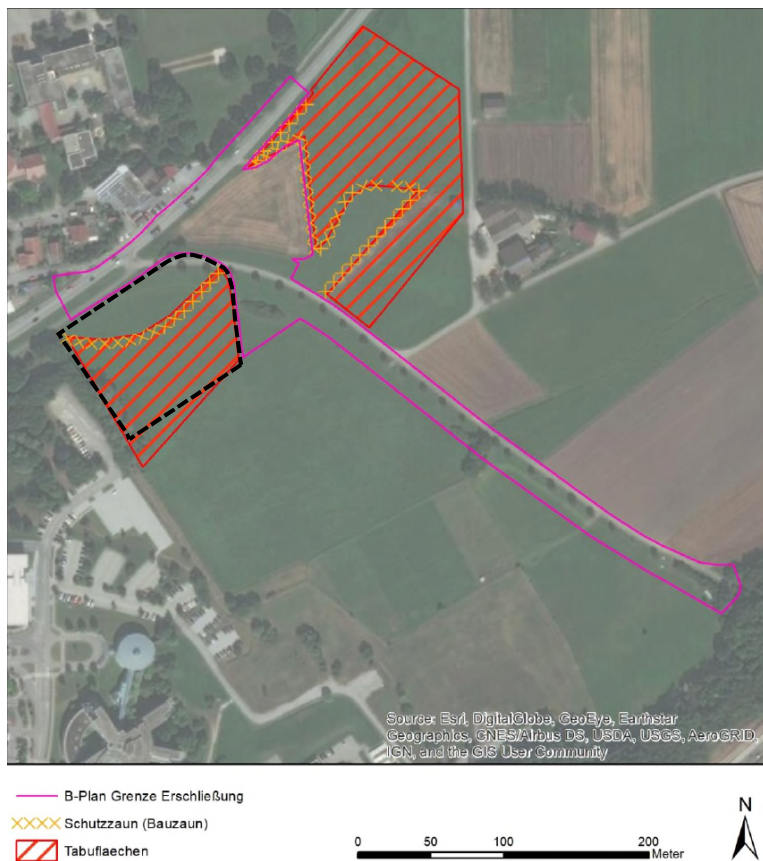 Source: Esri, DigitalGlobe, GeoEye, Earthstar
Geographics, CNES/Airbus DS, USDA, USGS, AeroGRID,
IGN, and the GIS User Community
B-Plan Grenze Erschließung
Schutzzaun (Bauzaun)
Tabuflaechen
N
0 50 100 200
Meter